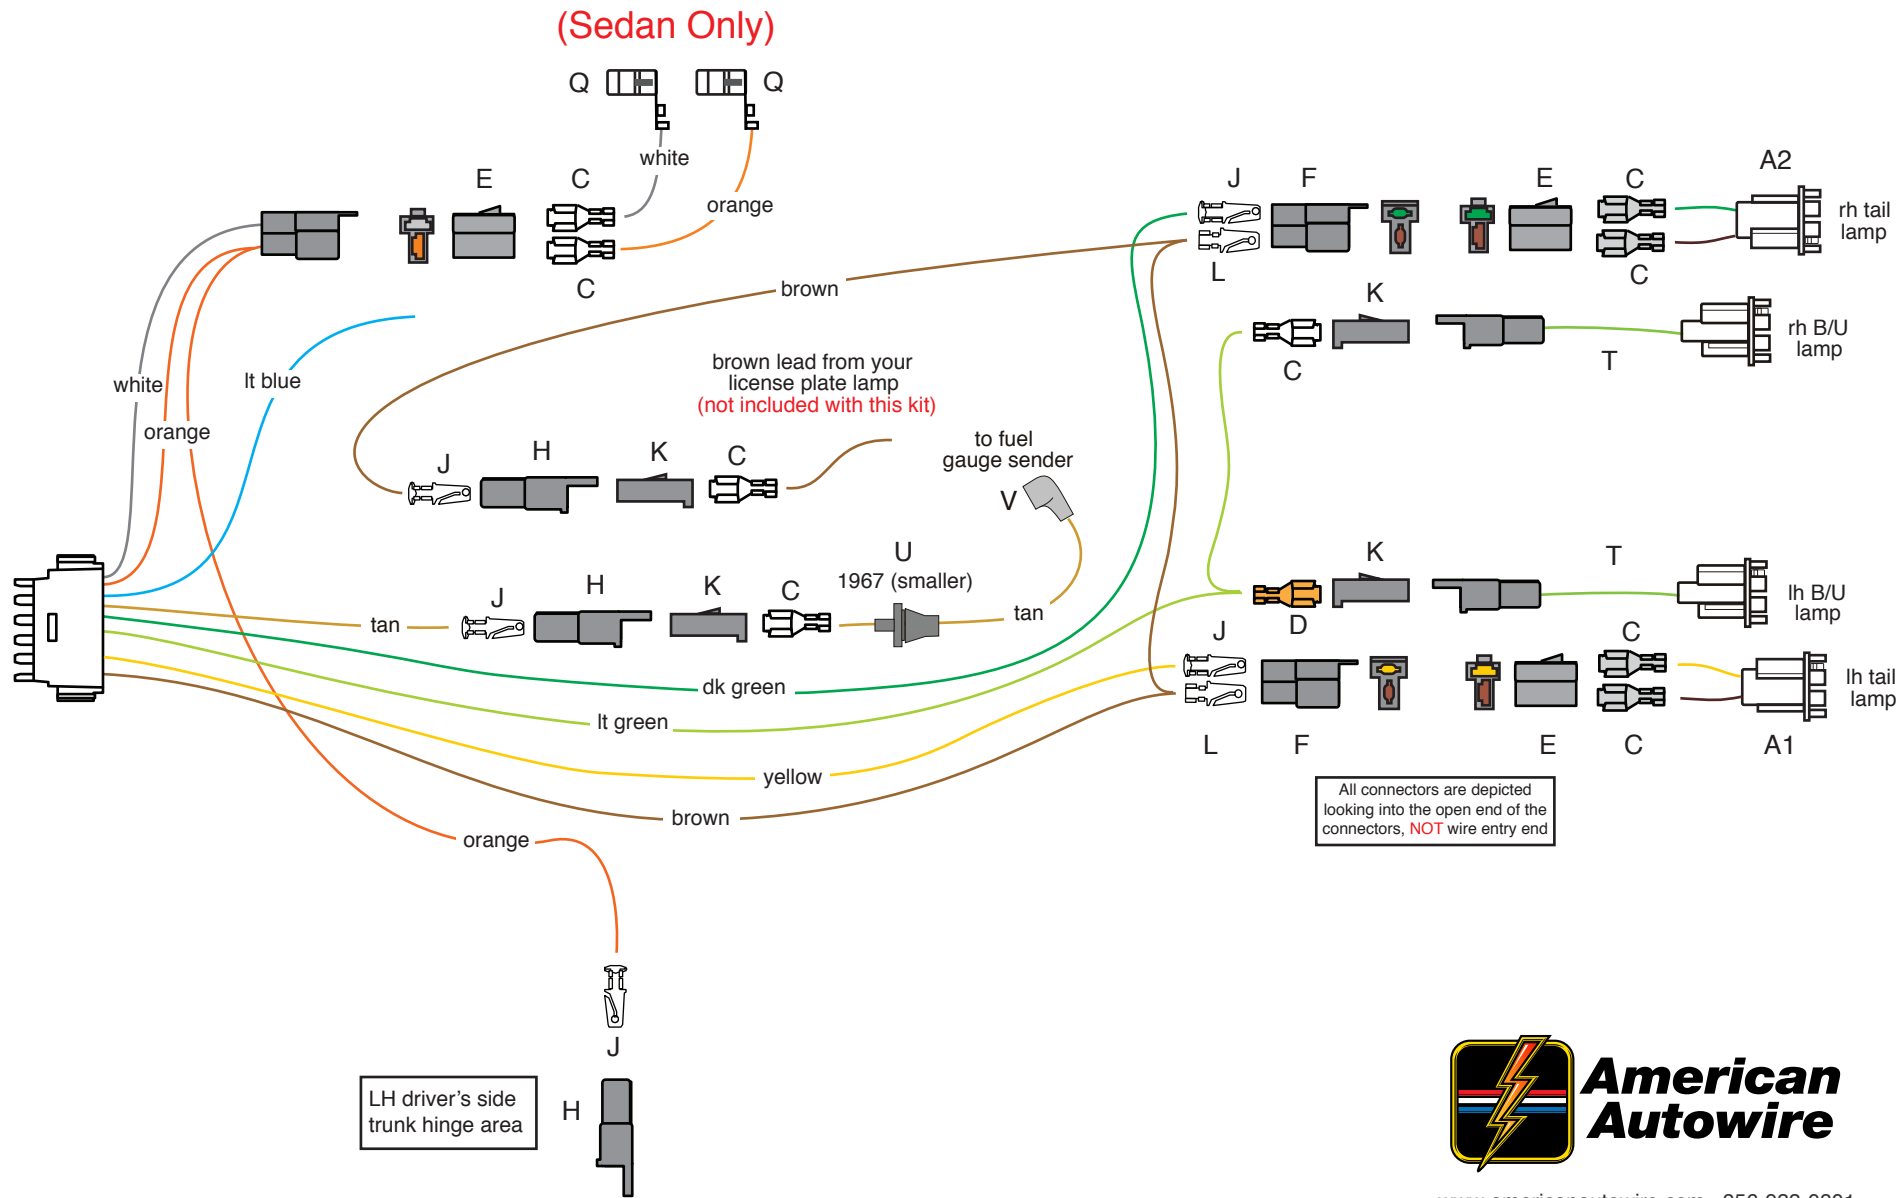 (Sedan Only)
Q
Q
white
orange
E
C
C
J
F
E
C
A2
rh tail
lamp
L
C
brown
K
C
T
rh B/U
lamp
white
orange
lt blue
brown lead from your
license plate lamp
(not included with this kit)
J
H
K
C
to fuel
gauge sender
V
U
1967 (smaller)
J
H
K
C
tan
tan
K
T
D
lh B/U
lamp
J
C
lh tail
lamp
L
F
E
C
A1
dk green
lt green
yellow
brown
orange
All connectors are depicted
looking into the open end of the
connectors, NOT wire entry end
J
LH driver's side
trunk hinge area
H
American
Autowire